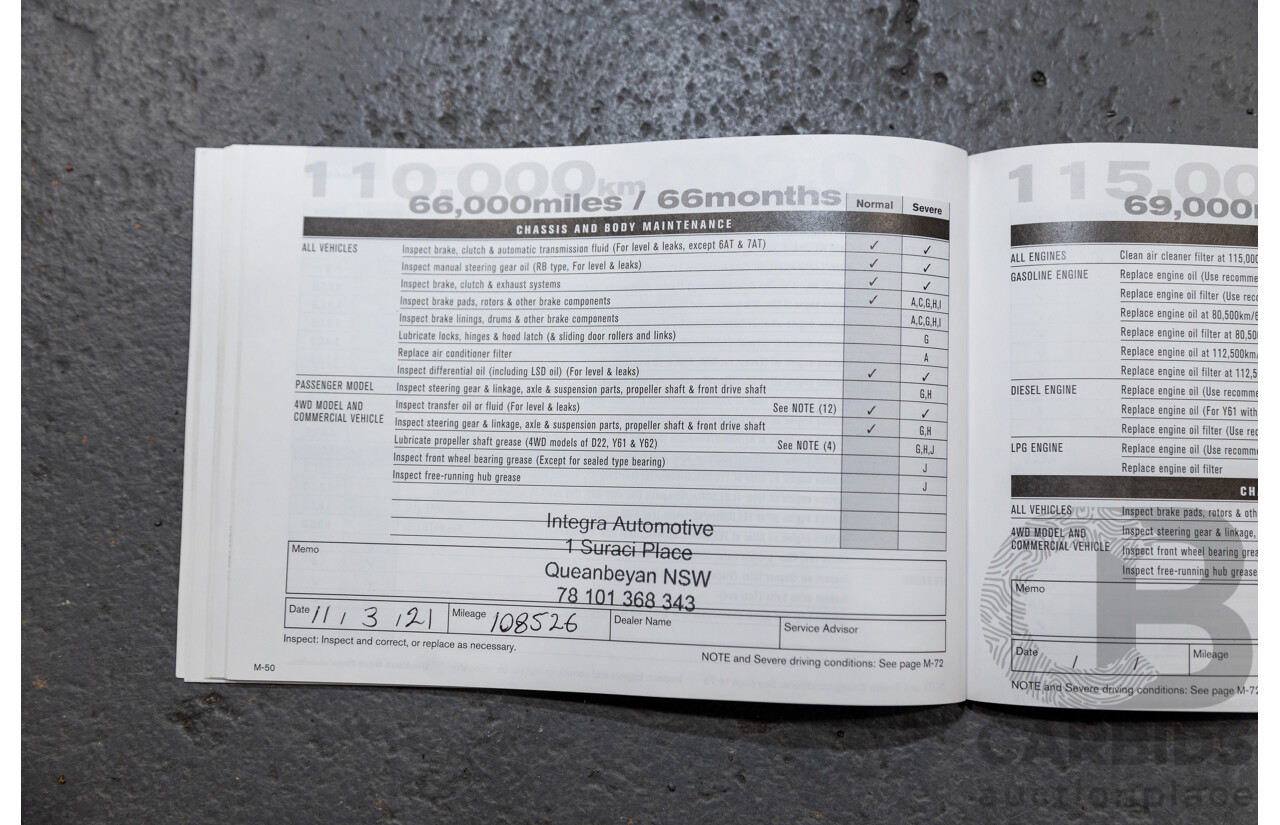 110,000km
66,000miles / 66months
Normal Severe
CHASSIS AND BODY MAINTENANCE
ALL VEHICLES Inspect brake, clutch & automatic transmission fluid (For level & leaks, except 6AT & 7AT) ✓ ✓
Inspect manual steering gear oil (RB type, For level & leaks) ✓ ✓
Inspect brake, clutch & exhaust systems ✓ ✓
Inspect brake pads, rotors & other brake components ✓ A,C,G,H,I
Inspect brake linings, drums & other brake components A,C,G,H,I
Lubricate locks, hinges & hood latch (& sliding door rollers and links) G
Replace air conditioner filter A
Inspect differential oil (including LSD oil) (For level & leaks) ✓ ✓
PASSENGER MODEL Inspect steering gear & linkage, axle & suspension parts, propeller shaft & front drive shaft G,H
4WD MODEL AND COMMERCIAL VEHICLE Inspect transfer oil or fluid (For level & leaks) See NOTE (12) ✓ ✓
Inspect steering gear & linkage, axle & suspension parts, propeller shaft & front drive shaft ✓ G,H
Lubricate propeller shaft grease (4WD models of D22, Y61 & Y62) See NOTE (4) G,H,J
Inspect front wheel bearing grease (Except for sealed type bearing) J
Inspect free-running hub grease J
Integra Automotive
1 Suraci Place
Queanbeyan NSW
78 101 368 343
Memo
Date 11/3/21 Mileage 108526 Dealer Name Service Advisor
Inspect: Inspect and correct, or replace as necessary.
NOTE and Severe driving conditions: See page M-72
M-50
115,00
69,000
ALL ENGINES Clean air cleaner filter at 115,000
GASOLINE ENGINE Replace engine oil (Use recomme
Replace engine oil filter (Use rec
Replace engine oil at 80,500km/
Replace engine oil filter at 80,50
Replace engine oil at 112,500km
Replace engine oil filter at 112,5
DIESEL ENGINE Replace engine oil (Use recomme
Replace engine oil (For Y61 with
Replace engine oil filter (Use rec
LPG ENGINE Replace engine oil (Use recomme
Replace engine oil filter
CH
ALL VEHICLES Inspect brake pads, rotors & oth
4WD MODEL AND COMMERCIAL VEHICLE Inspect steering gear & linkage,
Inspect front wheel bearing grea
Inspect free-running hub grease
Memo
Date / / Mileage
NOTE and Severe driving conditions: See page M-72
CARBIDS
auctionplace